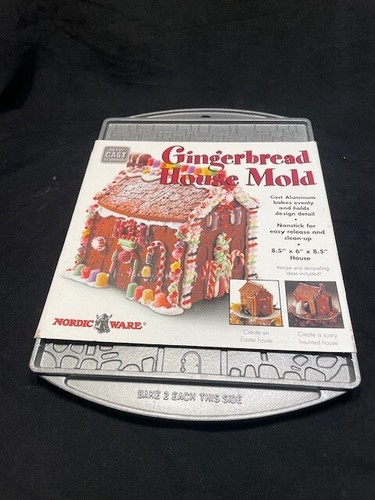 CAST
Gingerbread
House Mold
Cast Aluminum
bakes evenly
and holds
design detail
•
Nonstick for
easy release and
clean-up
•
8.5" x 6" x 8.5"
House
Recipe and decorating
ideas included!
NORDIC WARE®
Create an
Easter house
Create a scary
haunted house
BAKE 2 EACH THIS SIDE